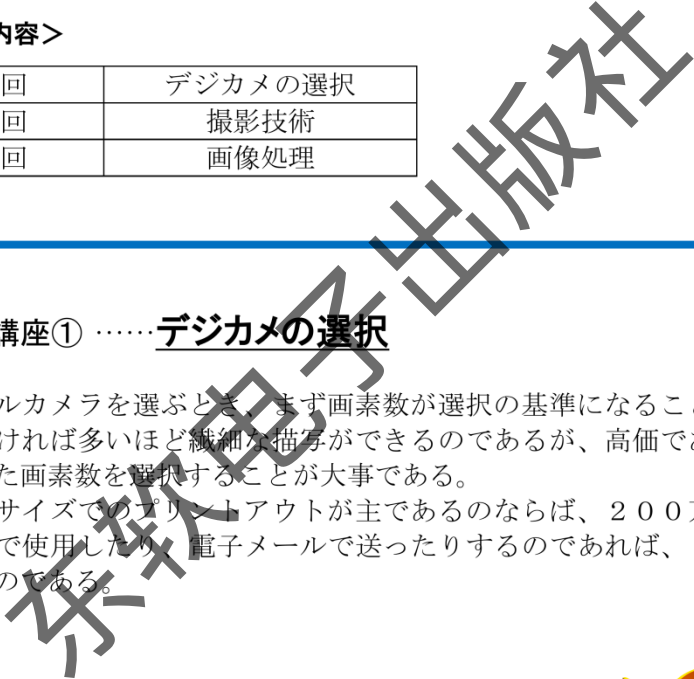 内容＞
回 デジカメの選択
回 撮影技術
回 画像処理
講座① ……デジカメの選択
ルカメラを選ぶとき、まず画素数が選択の基準になるこ
ければ多いほど繊細な描写ができるのであるが、高価であ
た画素数を選択することが大事である。
サイズでのプリントアウトが主であるのならば、２００万
で使用したり、電子メールで送ったりするのであれば、
のである。
东软电子出版社